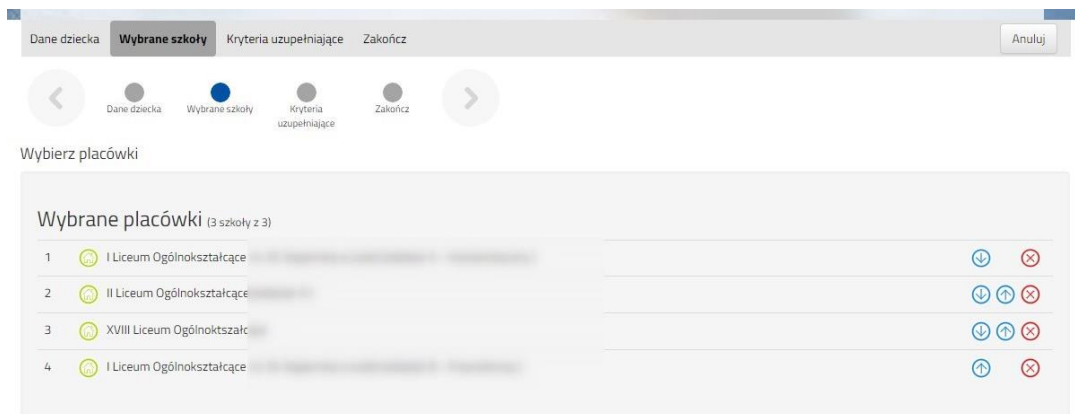 Dane dziecka Wybrane szkoły Kryteria uzupełniające Zakończ Anuluj
Dane dziecka Wybrane szkoły Kryteria uzupełniające Zakończ
Wybierz placówki
Wybrane placówki (3 szkoły z 3)
1 I Liceum Ogólnokształcące
2 II Liceum Ogólnokształcące
3 XVIII Liceum
4 I Liceum Ogólnokształcące